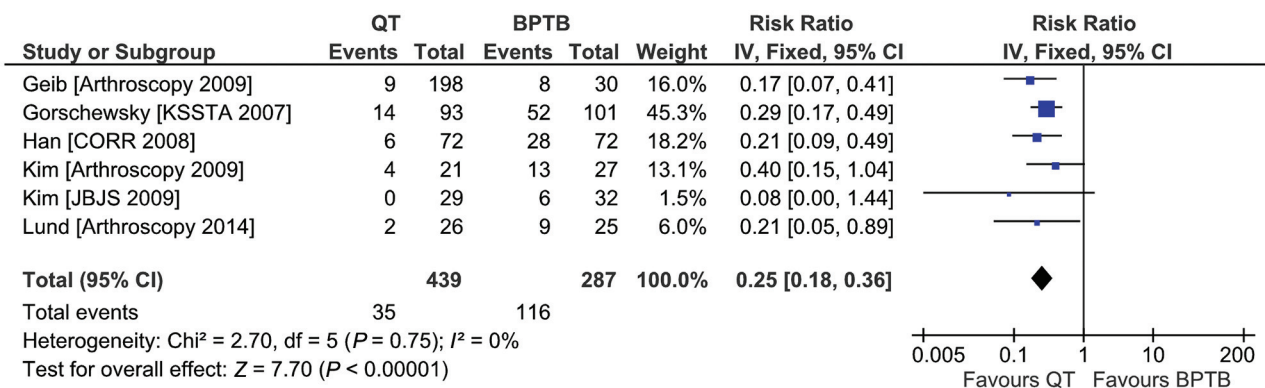 QT BPTB Risk Ratio Risk Ratio
Study or Subgroup Events Total Events Total Weight IV, Fixed, 95% CI IV, Fixed, 95% CI
Geib [Arthroscopy 2009] 9 198 8 30 16.0% 0.17 [0.07, 0.41]
Gorschewsky [KSSTA 2007] 14 93 52 101 45.3% 0.29 [0.17, 0.49]
Han [CORR 2008] 6 72 28 72 18.2% 0.21 [0.09, 0.49]
Kim [Arthroscopy 2009] 4 21 13 27 13.1% 0.40 [0.15, 1.04]
Kim [JBJS 2009] 0 29 6 32 1.5% 0.08 [0.00, 1.44]
Lund [Arthroscopy 2014] 2 26 9 25 6.0% 0.21 [0.05, 0.89]
Total (95% CI) 439 287 100.0% 0.25 [0.18, 0.36]
Total events 35 116
Heterogeneity: Chi² = 2.70, df = 5 (P = 0.75); I² = 0%
Test for overall effect: Z = 7.70 (P < 0.00001)
0.005 0.1 1 10 200
Favours QT Favours BPTB